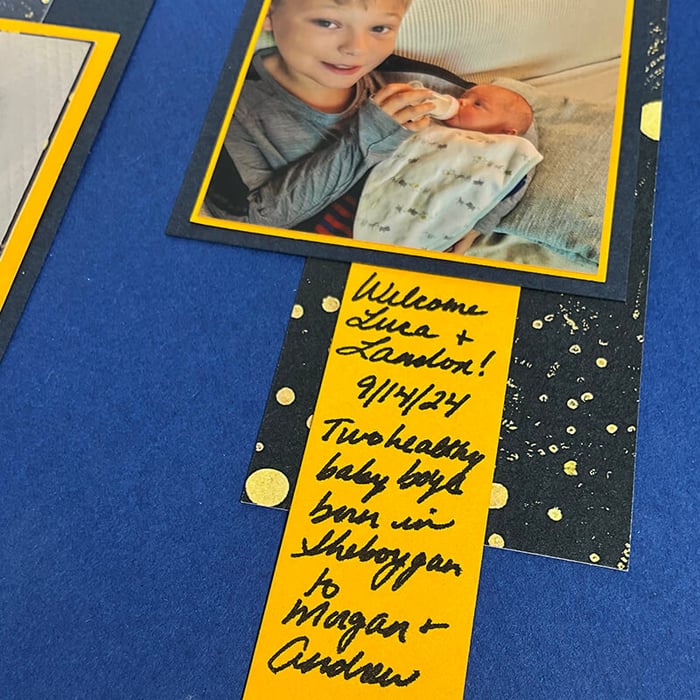 Welcome
Luca +
Landon!
9/14/24
Two healthy
baby boys
born in
Sheboygan
to
Morgan +
Andrew